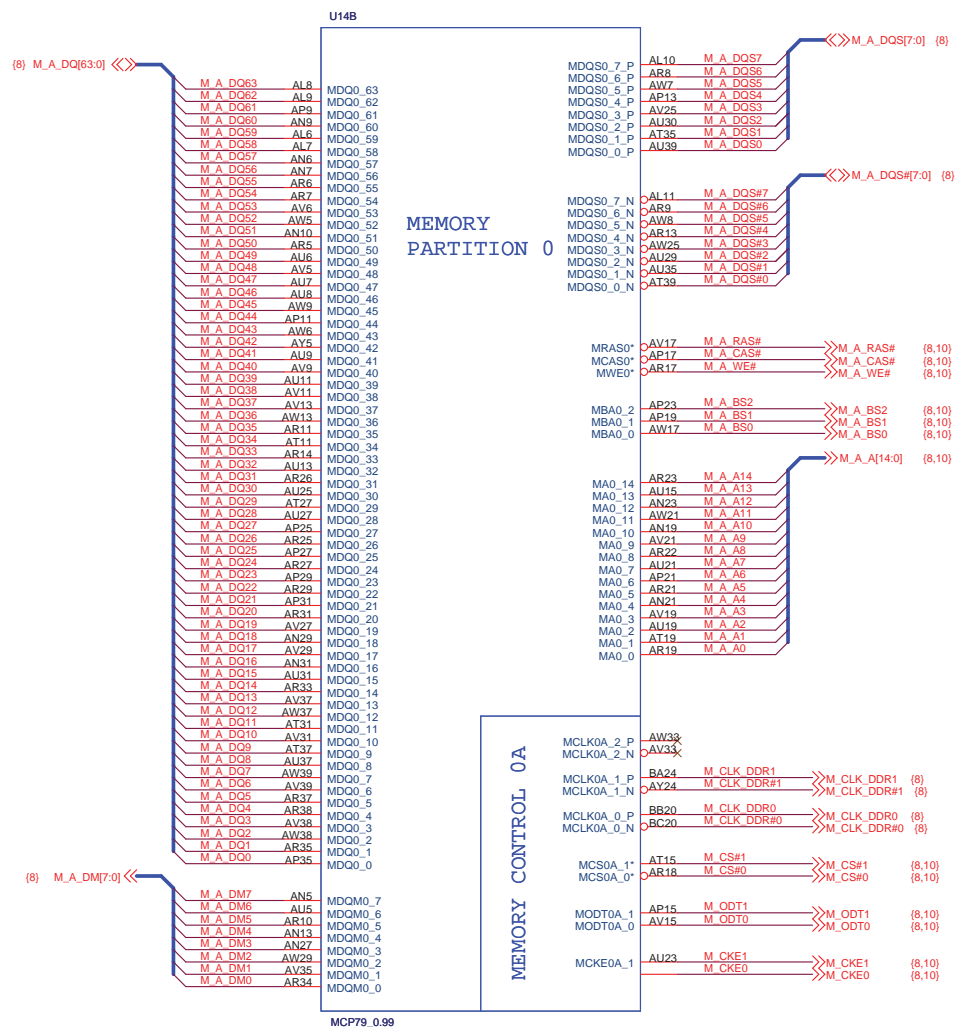 U14B
{8} M_A_DQ[63:0]
M_A_DQ63 AL8 MDQ0_63
M_A_DQ62 AL9 MDQ0_62
M_A_DQ61 AP9 MDQ0_61
M_A_DQ60 AN9 MDQ0_60
M_A_DQ59 AL6 MDQ0_59
M_A_DQ58 AL7 MDQ0_58
M_A_DQ57 AN6 MDQ0_57
M_A_DQ56 AN7 MDQ0_56
M_A_DQ55 AR6 MDQ0_55
M_A_DQ54 AR7 MDQ0_54
M_A_DQ53 AV6 MDQ0_53
M_A_DQ52 AW5 MDQ0_52
M_A_DQ51 AN10 MDQ0_51
M_A_DQ50 AR5 MDQ0_50
M_A_DQ49 AU6 MDQ0_49
M_A_DQ48 AV5 MDQ0_48
M_A_DQ47 AU7 MDQ0_47
M_A_DQ46 AU8 MDQ0_46
M_A_DQ45 AW9 MDQ0_45
M_A_DQ44 AP11 MDQ0_44
M_A_DQ43 AW6 MDQ0_43
M_A_DQ42 AY5 MDQ0_42
M_A_DQ41 AU9 MDQ0_41
M_A_DQ40 AV9 MDQ0_40
M_A_DQ39 AU11 MDQ0_39
M_A_DQ38 AV11 MDQ0_38
M_A_DQ37 AV13 MDQ0_37
M_A_DQ36 AW13 MDQ0_36
M_A_DQ35 AR11 MDQ0_35
M_A_DQ34 AT11 MDQ0_34
M_A_DQ33 AR14 MDQ0_33
M_A_DQ32 AU13 MDQ0_32
M_A_DQ31 AR26 MDQ0_31
M_A_DQ30 AU25 MDQ0_30
M_A_DQ29 AT27 MDQ0_29
M_A_DQ28 AU27 MDQ0_28
M_A_DQ27 AP25 MDQ0_27
M_A_DQ26 AR25 MDQ0_26
M_A_DQ25 AP27 MDQ0_25
M_A_DQ24 AR27 MDQ0_24
M_A_DQ23 AP29 MDQ0_23
M_A_DQ22 AR29 MDQ0_22
M_A_DQ21 AP31 MDQ0_21
M_A_DQ20 AR31 MDQ0_20
M_A_DQ19 AV27 MDQ0_19
M_A_DQ18 AN29 MDQ0_18
M_A_DQ17 AV29 MDQ0_17
M_A_DQ16 AN31 MDQ0_16
M_A_DQ15 AU31 MDQ0_15
M_A_DQ14 AR33 MDQ0_14
M_A_DQ13 AV37 MDQ0_13
M_A_DQ12 AW37 MDQ0_12
M_A_DQ11 AT31 MDQ0_11
M_A_DQ10 AV31 MDQ0_10
M_A_DQ9 AT37 MDQ0_9
M_A_DQ8 AU37 MDQ0_8
M_A_DQ7 AW39 MDQ0_7
M_A_DQ6 AV39 MDQ0_6
M_A_DQ5 AR37 MDQ0_5
M_A_DQ4 AR38 MDQ0_4
M_A_DQ3 AV38 MDQ0_3
M_A_DQ2 AW38 MDQ0_2
M_A_DQ1 AR35 MDQ0_1
M_A_DQ0 AP35 MDQ0_0
{8} M_A_DM[7:0]
M_A_DM7 AN5 MDQM0_7
M_A_DM6 AU5 MDQM0_6
M_A_DM5 AR10 MDQM0_5
M_A_DM4 AN13 MDQM0_4
M_A_DM3 AN27 MDQM0_3
M_A_DM2 AW29 MDQM0_2
M_A_DM1 AV35 MDQM0_1
M_A_DM0 AR34 MDQM0_0
MEMORY
PARTITION 0
M_A_DQS[7:0] {8}
MDQS0_7_P AL10 M_A_DQS7
MDQS0_6_P AR8 M_A_DQS6
MDQS0_5_P AW7 M_A_DQS5
MDQS0_4_P AP13 M_A_DQS4
MDQS0_3_P AV25 M_A_DQS3
MDQS0_2_P AU30 M_A_DQS2
MDQS0_1_P AT35 M_A_DQS1
MDQS0_0_P AU39 M_A_DQS0
M_A_DQS#[7:0] {8}
MDQS0_7_N AL11 M_A_DQS#7
MDQS0_6_N AR9 M_A_DQS#6
MDQS0_5_N AW8 M_A_DQS#5
MDQS0_4_N AR13 M_A_DQS#4
MDQS0_3_N AW25 M_A_DQS#3
MDQS0_2_N AU29 M_A_DQS#2
MDQS0_1_N AU35 M_A_DQS#1
MDQS0_0_N AT39 M_A_DQS#0
MRAS0* AV17 M_A_RAS# M_A_RAS# {8,10}
MCAS0* AP17 M_A_CAS# M_A_CAS# {8,10}
MWE0* AR17 M_A_WE# M_A_WE# {8,10}
MBA0_2 AP23 M_A_BS2 M_A_BS2 {8,10}
MBA0_1 AP19 M_A_BS1 M_A_BS1 {8,10}
MBA0_0 AW17 M_A_BS0 M_A_BS0 {8,10}
M_A_A[14:0] {8,10}
MA0_14 AR23 M_A_A14
MA0_13 AU15 M_A_A13
MA0_12 AN23 M_A_A12
MA0_11 AW21 M_A_A11
MA0_10 AN19 M_A_A10
MA0_9 AV21 M_A_A9
MA0_8 AR22 M_A_A8
MA0_7 AU21 M_A_A7
MA0_6 AP21 M_A_A6
MA0_5 AR21 M_A_A5
MA0_4 AN21 M_A_A4
MA0_3 AV19 M_A_A3
MA0_2 AU19 M_A_A2
MA0_1 AT19 M_A_A1
MA0_0 AR19 M_A_A0
MEMORY CONTROL 0A
MCLK0A_2_P AW33
MCLK0A_2_N AV33
MCLK0A_1_P BA24 M_CLK_DDR1 M_CLK_DDR1 {8}
MCLK0A_1_N AY24 M_CLK_DDR#1 M_CLK_DDR#1 {8}
MCLK0A_0_P BB20 M_CLK_DDR0 M_CLK_DDR0 {8}
MCLK0A_0_N BC20 M_CLK_DDR#0 M_CLK_DDR#0 {8}
MCS0A_1* AT15 M_CS#1 M_CS#1 {8,10}
MCS0A_0* AR18 M_CS#0 M_CS#0 {8,10}
MODT0A_1 AP15 M_ODT1 M_ODT1 {8,10}
MODT0A_0 AV15 M_ODT0 M_ODT0 {8,10}
MCKE0A_1 AU23 M_CKE1 M_CKE1 {8,10}
M_CKE0 M_CKE0 {8,10}
MCP79_0.99